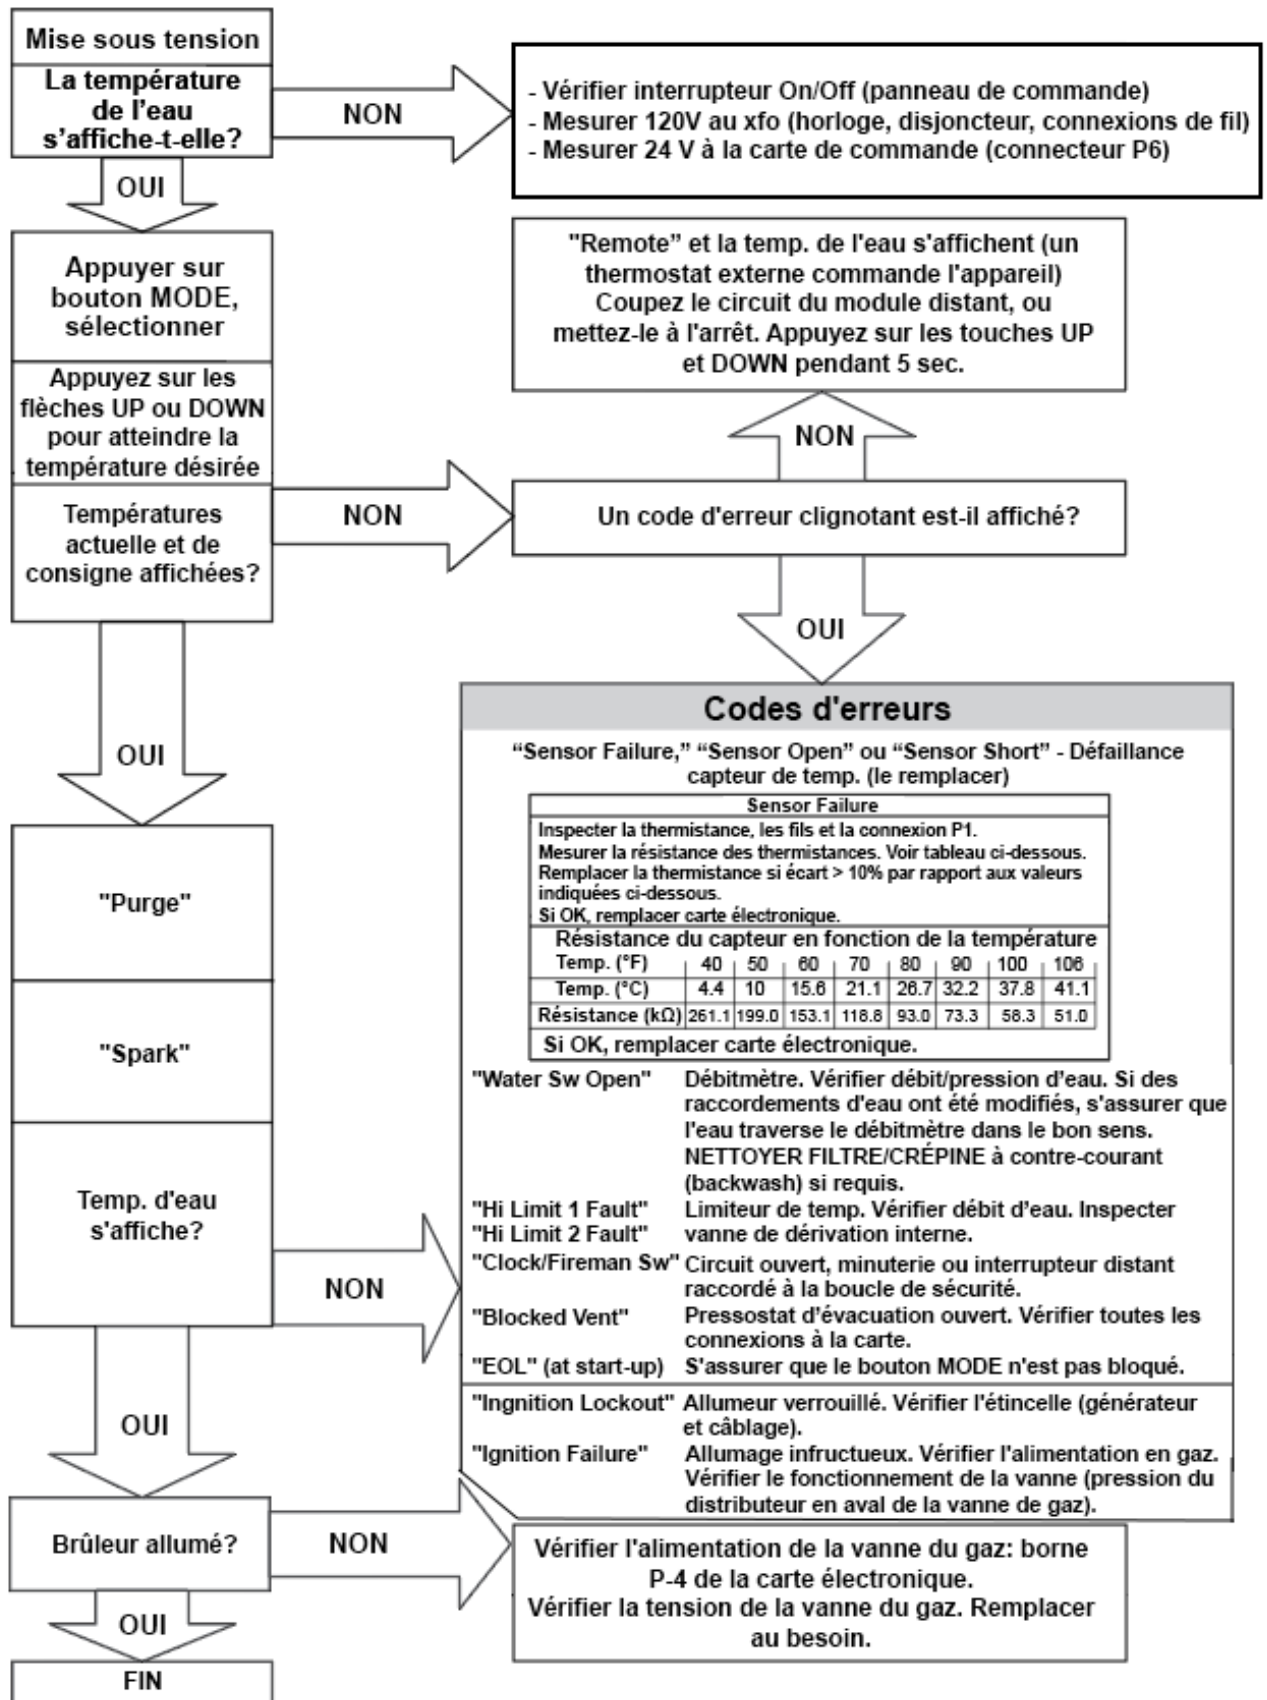 Mise sous tension
La température
de l'eau
s'affiche-t-elle?
NON
- Vérifier interrupteur On/Off (panneau de commande)
- Mesurer 120V au xfo (horloge, disjoncteur, connexions de fil)
- Mesurer 24 V à la carte de commande (connecteur P6)
OUI
Appuyer sur
bouton MODE,
sélectionner
Appuyez sur les
flèches UP ou DOWN
pour atteindre la
température désirée
Températures
actuelle et de
consigne affichées?
NON
Un code d'erreur clignotant est-il affiché?
NON
"Remote” et la temp. de l'eau s'affichent (un
thermostat externe commande l'appareil)
Coupez le circuit du module distant, ou
mettez-le à l'arrêt. Appuyez sur les touches UP
et DOWN pendant 5 sec.
OUI
OUI
Codes d'erreurs
“Sensor Failure,” “Sensor Open” ou “Sensor Short” - Défaillance
capteur de temp. (le remplacer)
Sensor Failure
Inspecter la thermistance, les fils et la connexion P1.
Mesurer la résistance des thermistances. Voir tableau ci-dessous.
Remplacer la thermistance si écart > 10% par rapport aux valeurs
indiquées ci-dessous.
Si OK, remplacer carte électronique.
Résistance du capteur en fonction de la température
Temp. (°F) 40 50 60 70 80 90 100 106
Temp. (°C) 4.4 10 15.6 21.1 26.7 32.2 37.8 41.1
Résistance (kΩ) 261.1 199.0 153.1 118.8 93.0 73.3 58.3 51.0
Si OK, remplacer carte électronique.
"Water Sw Open" Débitmètre. Vérifier débit/pression d'eau. Si des
raccordements d'eau ont été modifiés, s'assurer que
l'eau traverse le débitmètre dans le bon sens.
NETTOYER FILTRE/CRÉPINE à contre-courant
(backwash) si requis.
"Hi Limit 1 Fault" Limiteur de temp. Vérifier débit d'eau. Inspecter
"Hi Limit 2 Fault" vanne de dérivation interne.
"Clock/Fireman Sw" Circuit ouvert, minuterie ou interrupteur distant
raccordé à la boucle de sécurité.
"Blocked Vent" Pressostat d'évacuation ouvert. Vérifier toutes les
connexions à la carte.
"EOL" (at start-up) S'assurer que le bouton MODE n'est pas bloqué.
"Ingnition Lockout" Allumeur verrouillé. Vérifier l'étincelle (générateur
et câblage).
"Ignition Failure" Allumage infructueux. Vérifier l'alimentation en gaz.
Vérifier le fonctionnement de la vanne (pression du
distributeur en aval de la vanne de gaz).
"Purge"
"Spark"
Temp. d'eau
s'affiche?
NON
OUI
Brûleur allumé?
NON
Vérifier l'alimentation de la vanne du gaz: borne
P-4 de la carte électronique.
Vérifier la tension de la vanne du gaz. Remplacer
au besoin.
OUI
FIN